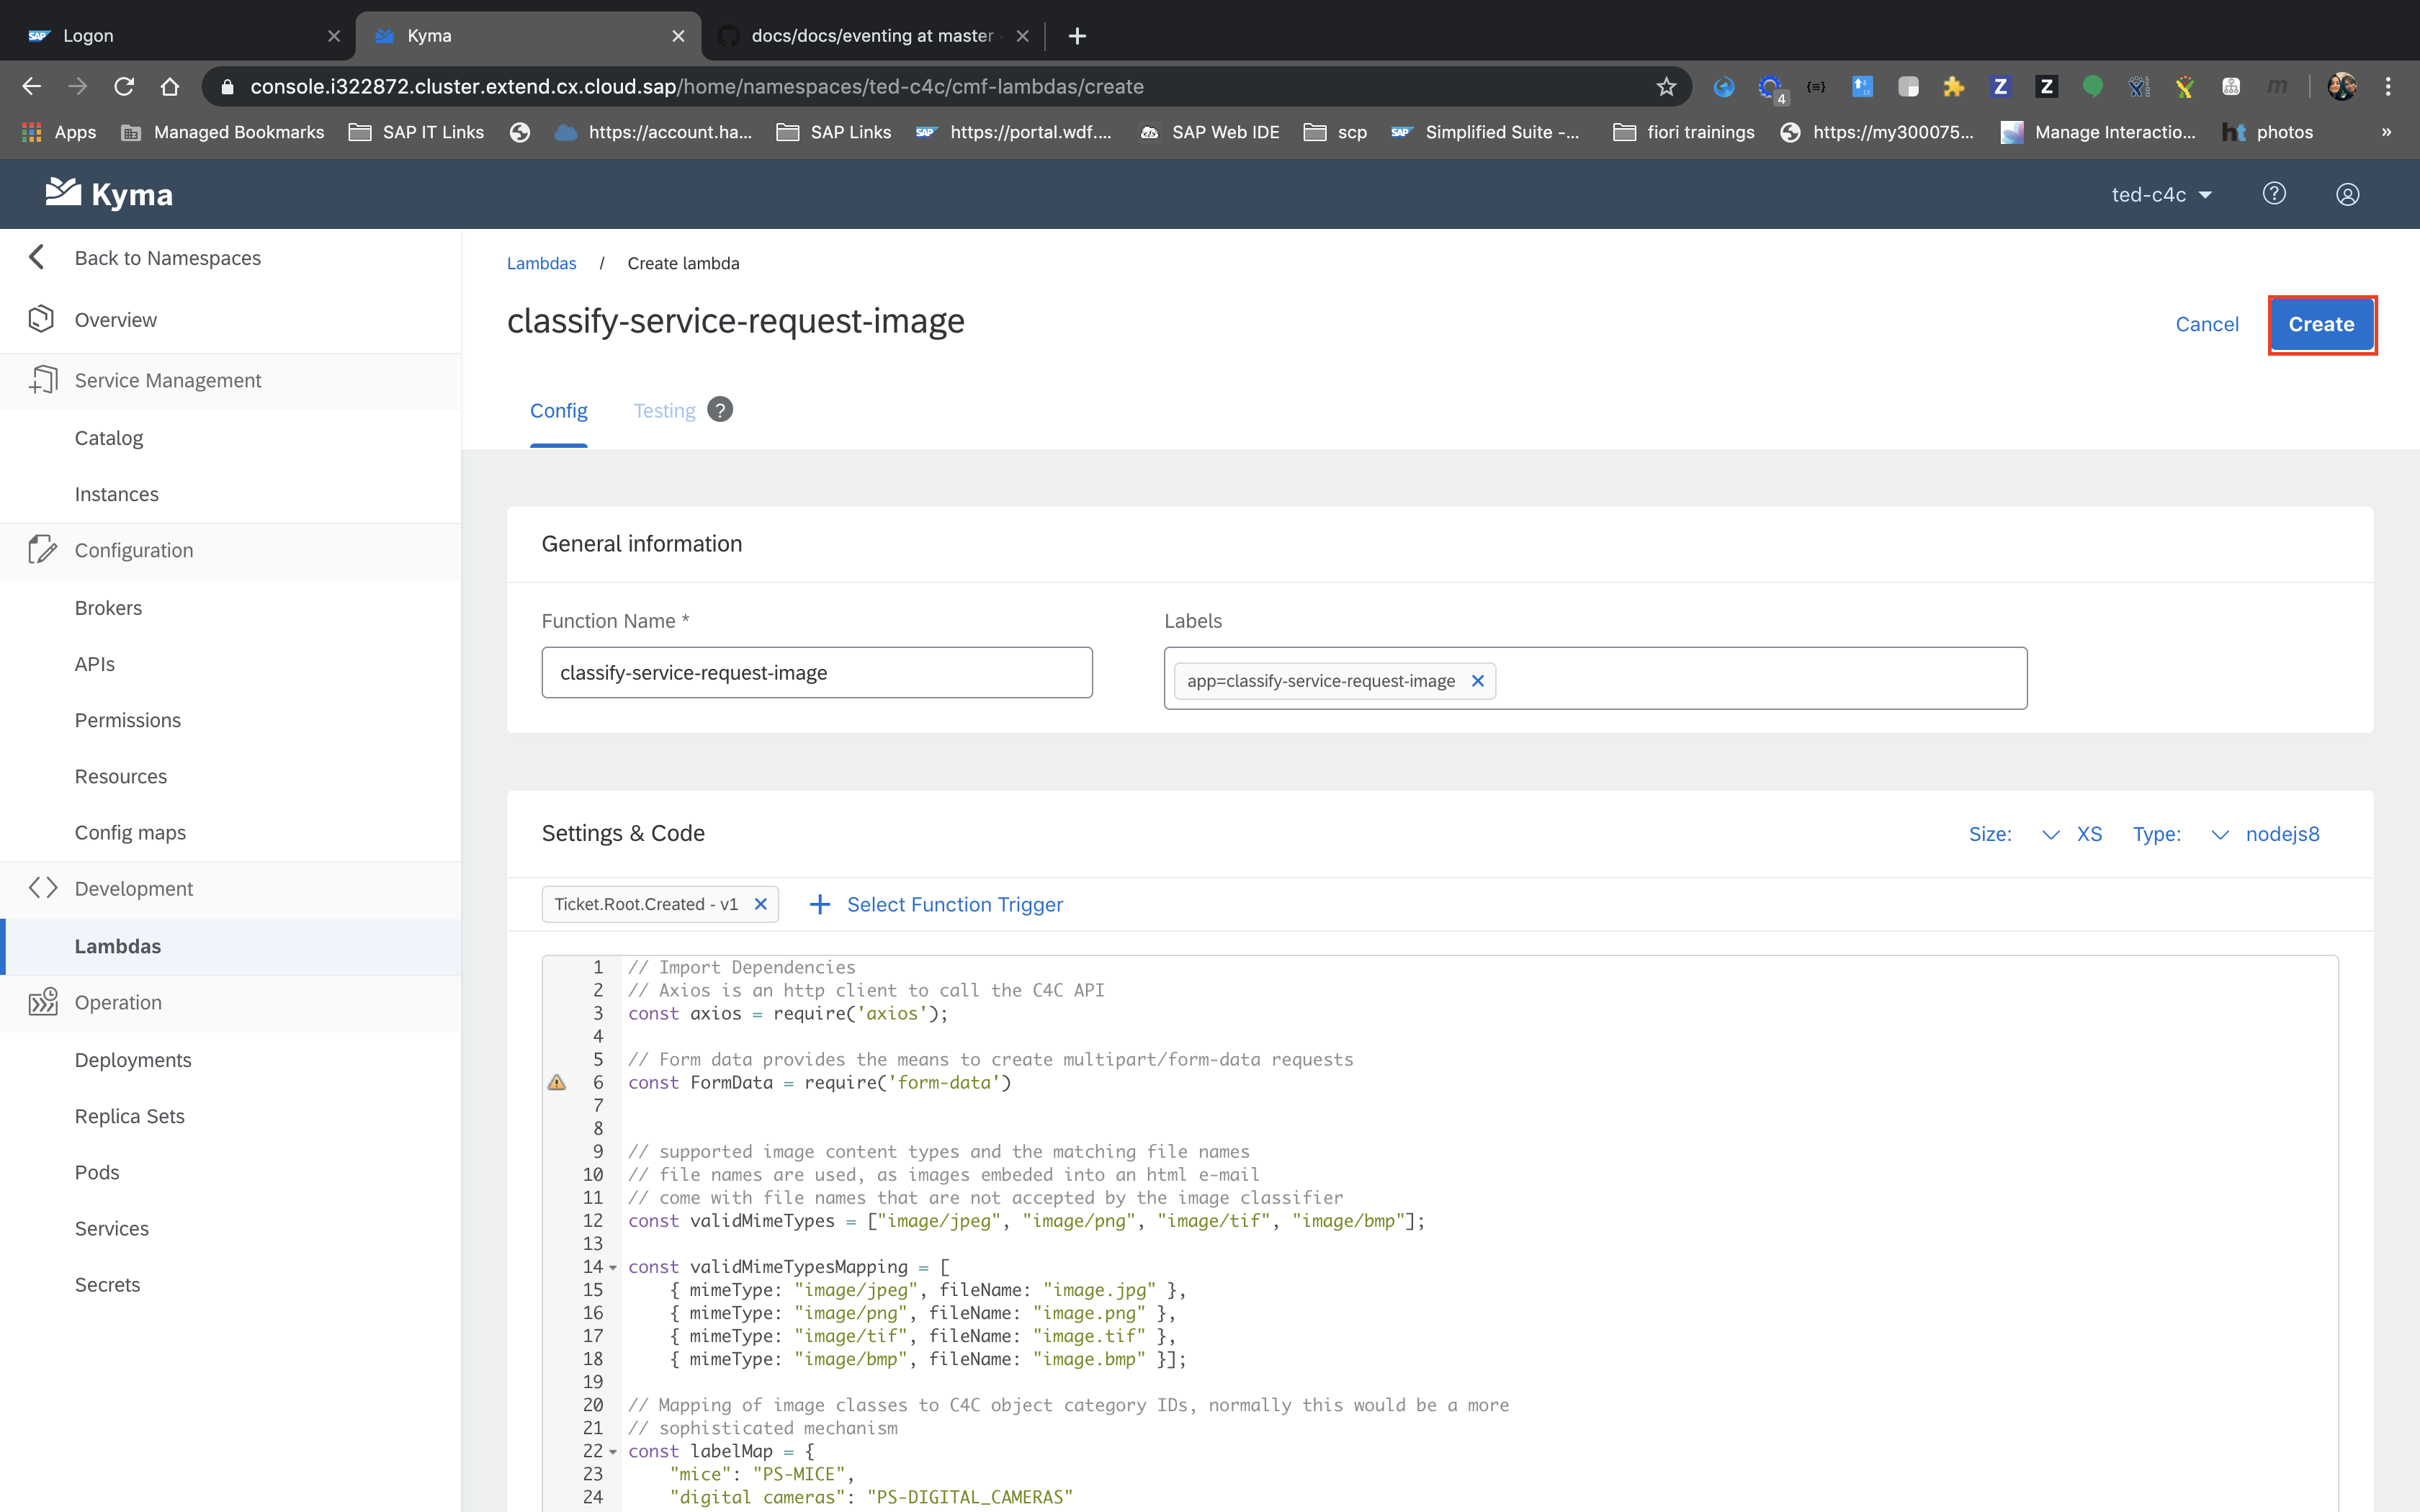 SAP Logon
Kyma
docs/docs/eventing at master
console.i322872.cluster.extend.cx.cloud.sap/home/namespaces/ted-c4c/cmf-lambdas/create
4
Z
Z
m
Apps
Managed Bookmarks
SAP IT Links
https://account.ha...
SAP Links
SAP https://portal.wdf....
SAP Web IDE
scp
SAP Simplified Suite -...
fiori trainings
https://my300075...
Manage Interactio...
ht photos
»
Kyma
ted-c4c
?
Back to Namespaces
Overview
Service Management
Catalog
Instances
Configuration
Brokers
APIs
Permissions
Resources
Config maps
Development
Lambdas
Operation
Deployments
Replica Sets
Pods
Services
Secrets
Lambdas / Create lambda
classify-service-request-image
Cancel
Create
Config
Testing ?
General information
Function Name *
classify-service-request-image
Labels
app=classify-service-request-image
Settings & Code
Size: XS Type: nodejs8
Ticket.Root.Created - v1
Select Function Trigger
1 // Import Dependencies
2 // Axios is an http client to call the C4C API
3 const axios = require('axios');
4
5 // Form data provides the means to create multipart/form-data requests
6 const FormData = require('form-data')
7
8
9 // supported image content types and the matching file names
10 // file names are used, as images embeded into an html e-mail
11 // come with file names that are not accepted by the image classifier
12 const validMimeTypes = ["image/jpeg", "image/png", "image/tif", "image/bmp"];
13
14 const validMimeTypesMapping = [
15 { mimeType: "image/jpeg", fileName: "image.jpg" },
16 { mimeType: "image/png", fileName: "image.png" },
17 { mimeType: "image/tif", fileName: "image.tif" },
18 { mimeType: "image/bmp", fileName: "image.bmp" }];
19
20 // Mapping of image classes to C4C object category IDs, normally this would be a more
21 // sophisticated mechanism
22 const labelMap = {
23 "mice": "PS-MICE",
24 "digital cameras": "PS-DIGITAL_CAMERAS"